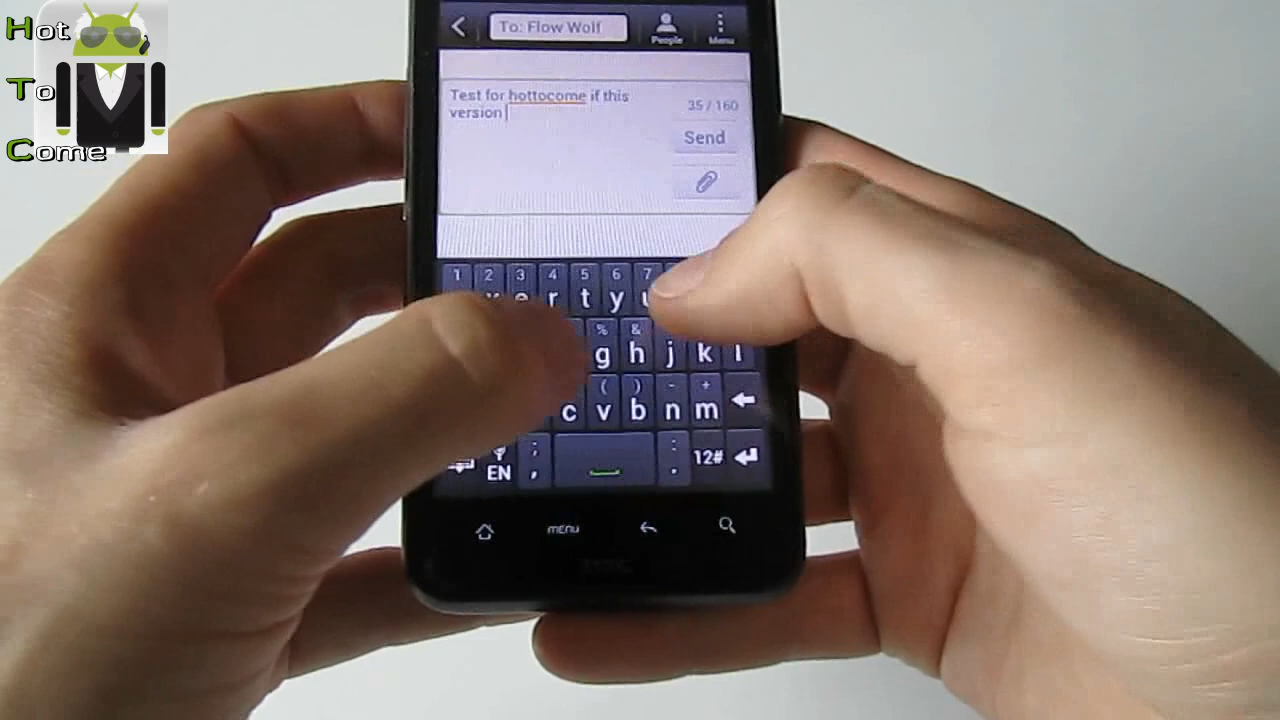 Hot
To
Come
To: Flow Wolf
People
Menu
Test for hottocome if this
version
35 / 160
Send
1 2 3 4 5 6 7
e r t y u
% &
g h j k l
( ) - +
c v b n m
EN ; , : . 12#
MENU